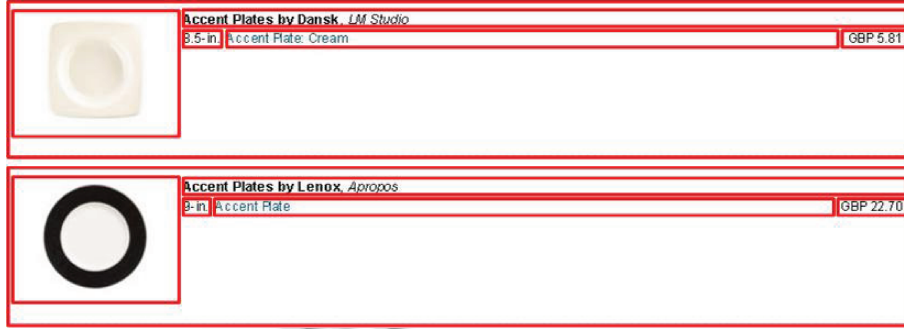 Accent Plates by Dansk, LM Studio
8.5-in. Accent Plate: Cream GBP 5.81
Accent Plates by Lenox, Apropos
9-in. Accent Plate GBP 22.70